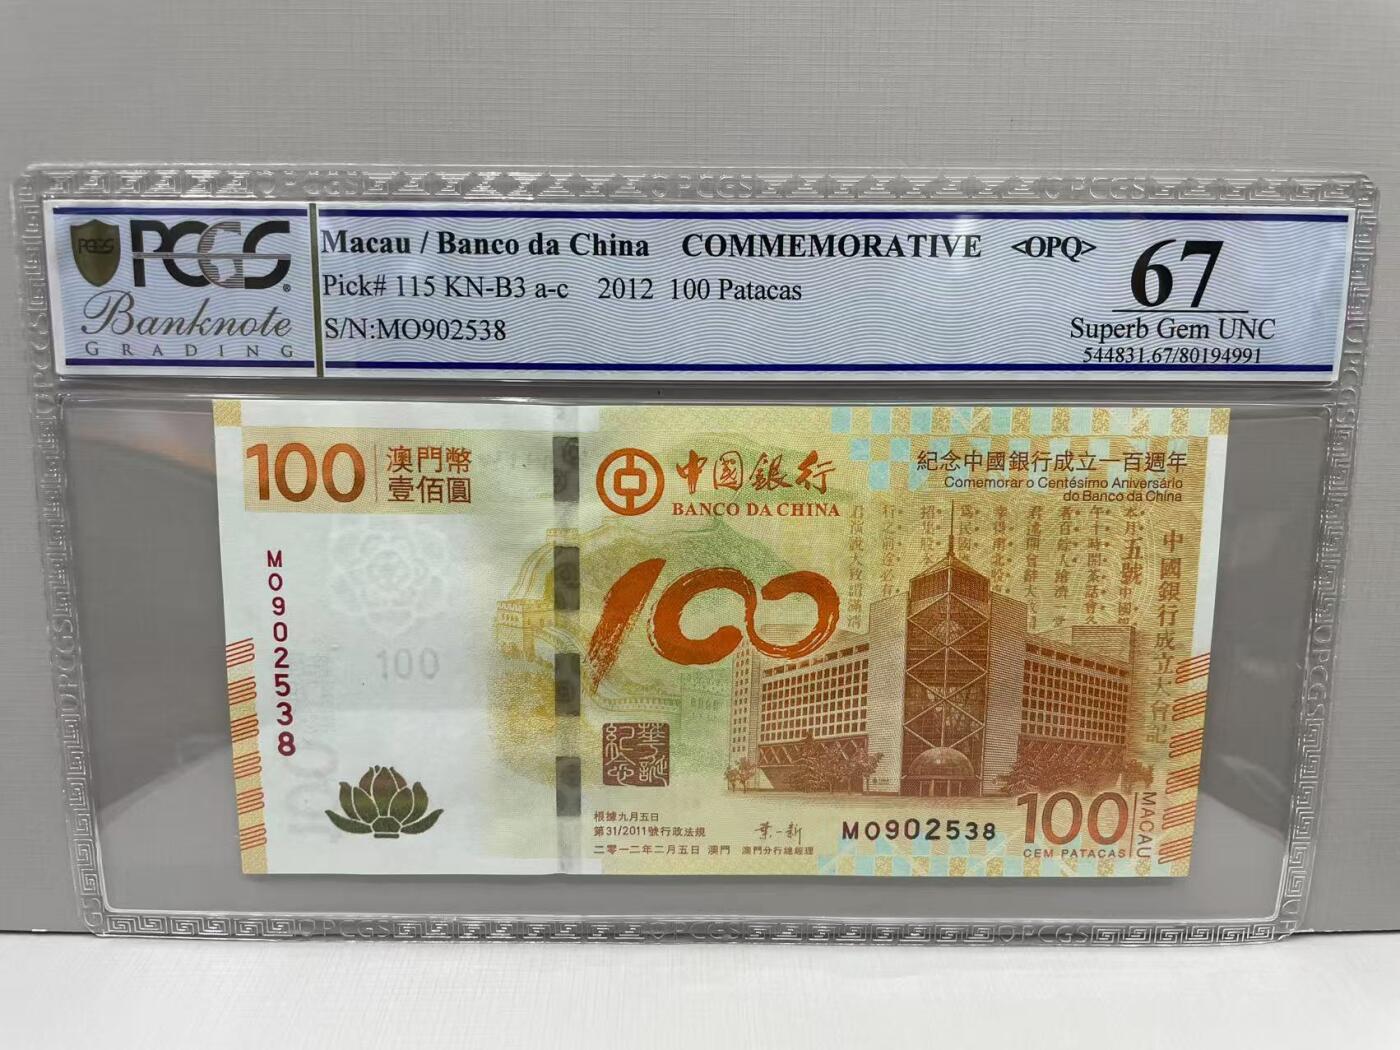 PCGS
Banknote
GRADING
Macau / Banco da China COMMEMORATIVE <OPQ>
Pick# 115 KN-B3 a-c 2012 100 Patacas
S/N:MO902538
67
Superb Gem UNC
544831.67/80194991
100
澳門幣
壹佰圓
中國銀行
BANCO DA CHINA
紀念中國銀行成立一百週年
Comemorar o Centésimo Aniversário
do Banco da China
中國銀行成立大會記
MO902538
100
100
根據九月五日
第31/2011號行政法規
二零一二年二月五日 澳門
葉一新
澳門分行總經理
MO902538
100
CEM PATACAS
MACAU